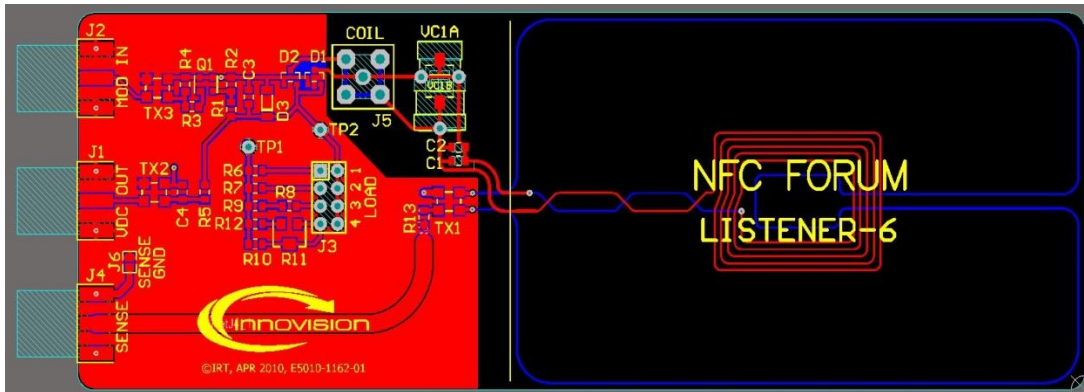 J2
MOD IN
R4
Q1
R2
C3
D2
D1
COIL
VC1A
VC1B
TX3
R3
R1
D3
J5
TP2
TP1
C2
C1
J1
VDC OUT
TX2
C4
R5
R6
R7
R8
R9
R12
R10
R11
1
2
3
4
LOAD
J3
R13
TX1
NFC FORUM
LISTENER-6
J6
SENSE
GND
J4
SENSE
innovision
©IRT, APR 2010, E5010-1162-01